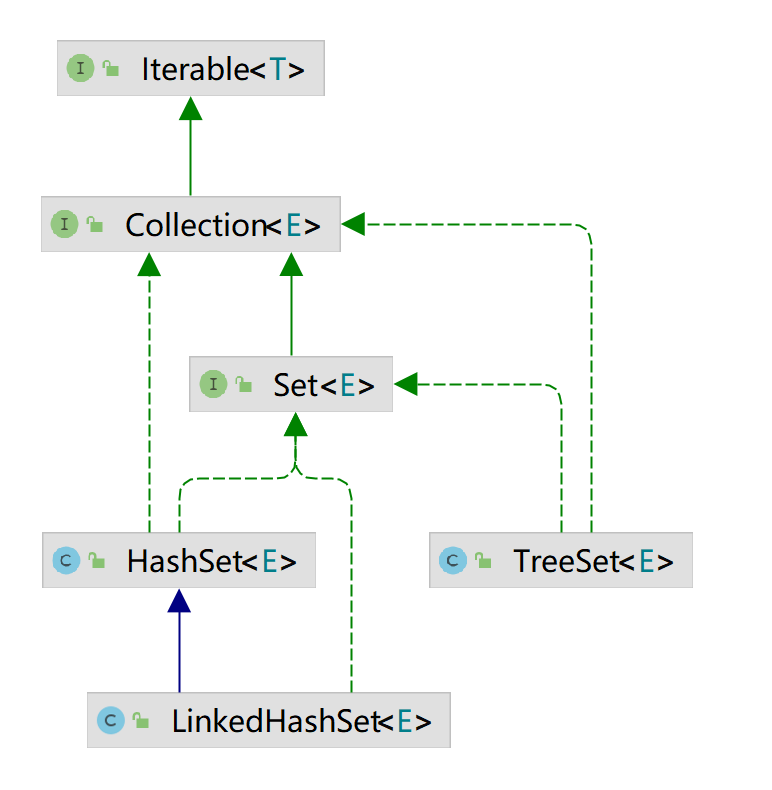 I Iterable<T>
I Collection<E>
I Set<E>
C HashSet<E>
C TreeSet<E>
C LinkedHashSet<E>